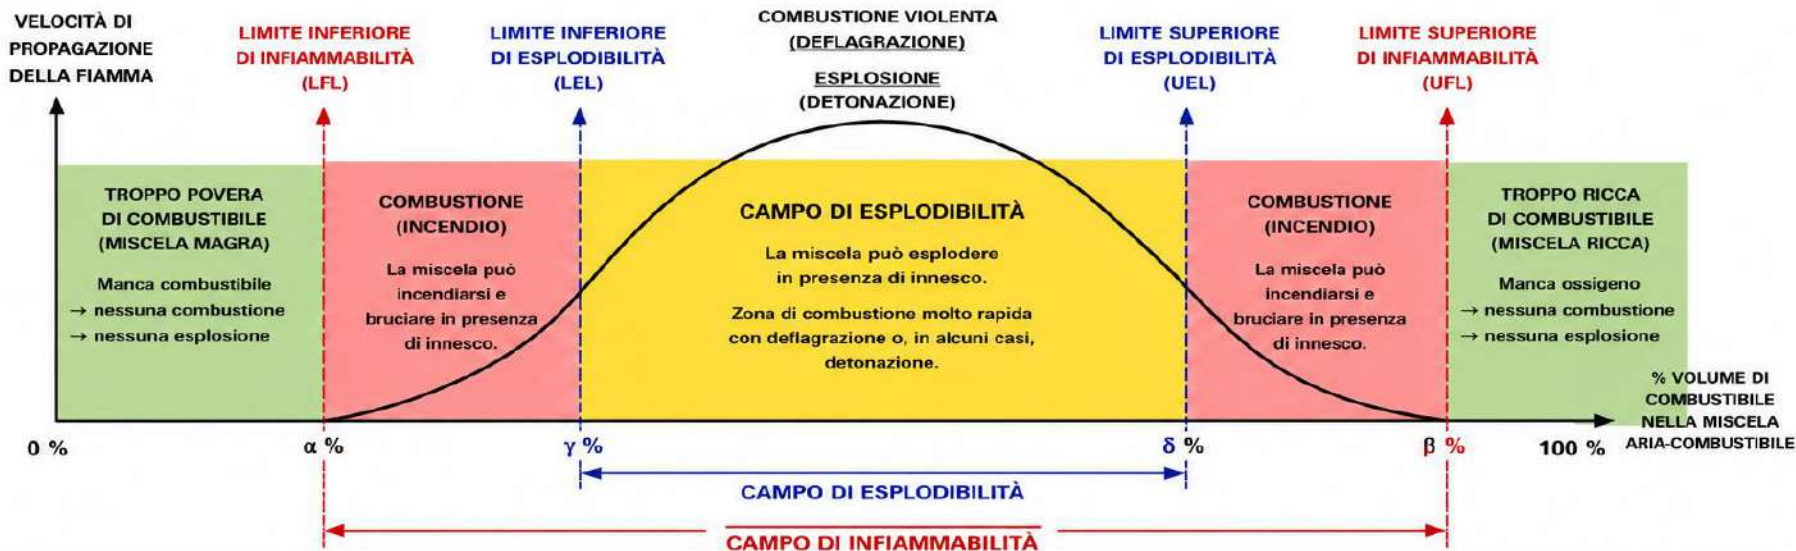 VELOCITÀ DI
PROPAGAZIONE
DELLA FIAMMA
LIMITE INFERIORE
DI INFIAMMABILITÀ
(LFL)
LIMITE INFERIORE
DI ESPLODIBILITÀ
(LEL)
COMBUSTIONE VIOLENTA
(DEFLAGRAZIONE)
ESPLOSIONE
(DETONAZIONE)
LIMITE SUPERIORE
DI ESPLODIBILITÀ
(UEL)
LIMITE SUPERIORE
DI INFIAMMABILITÀ
(UFL)
TROPPO POVERA
DI COMBUSTIBILE
(MISCELA MAGRA)
Manca combustibile
→ nessuna combustione
→ nessuna esplosione
COMBUSTIONE
(INCENDIO)
La miscela può
incendiarsi e
bruciare in presenza
di innesco.
CAMPO DI ESPLODIBILITÀ
La miscela può esplodere
in presenza di innesco.
Zona di combustione molto rapida
con deflagrazione o, in alcuni casi,
detonazione.
COMBUSTIONE
(INCENDIO)
La miscela può
incendiarsi e
bruciare in presenza
di innesco.
TROPPO RICCA
DI COMBUSTIBILE
(MISCELA RICCA)
Manca ossigeno
→ nessuna combustione
→ nessuna esplosione
% VOLUME DI
COMBUSTIBILE
NELLA MISCELA
ARIA-COMBUSTIBILE
0 %
α %
γ %
δ %
β %
100 %
CAMPO DI ESPLODIBILITÀ
CAMPO DI INFIAMMABILITÀ